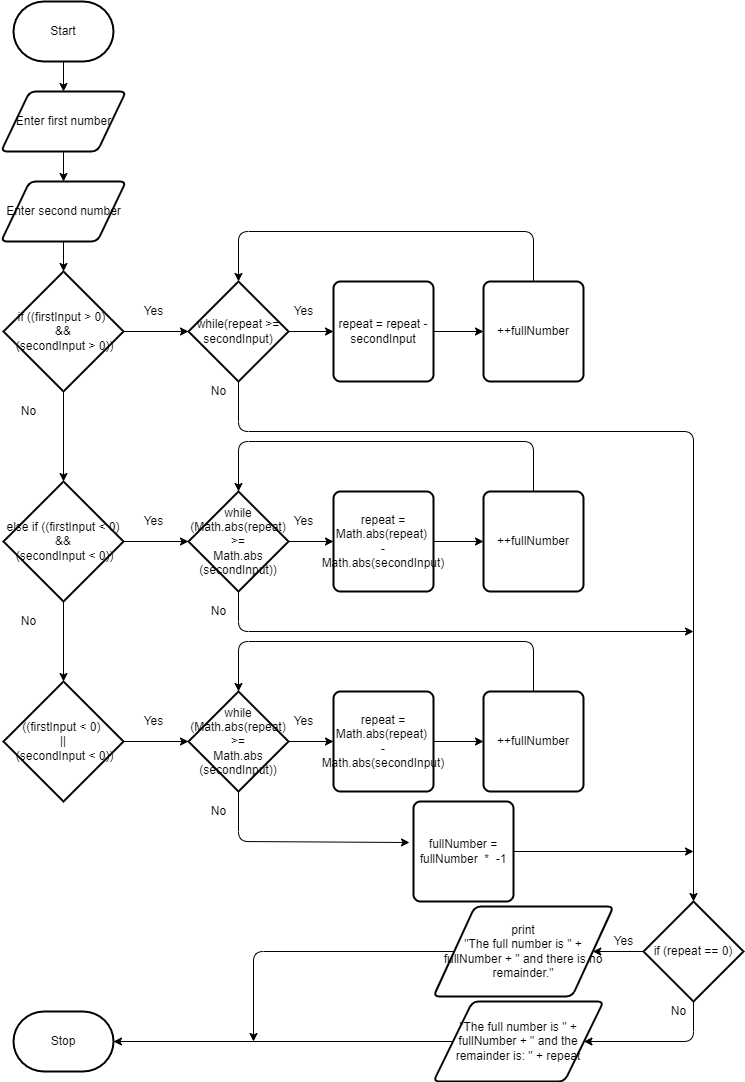 Start
Enter first number
Enter second number
if ((firstInput > 0)
&&
(secondInput > 0))
Yes
while(repeat >=
secondInput)
Yes
repeat = repeat -
secondInput
++fullNumber
No
No
else if ((firstInput < 0)
&&
(secondInput < 0))
Yes
while
(Math.abs(repeat)
>=
Math.abs
(secondInput))
Yes
repeat =
Math.abs(repeat)
-
Math.abs(secondInput)
++fullNumber
No
No
((firstInput < 0)
||
(secondInput < 0))
Yes
while
(Math.abs(repeat)
>=
Math.abs
(secondInput))
Yes
repeat =
Math.abs(repeat)
-
Math.abs(secondInput)
++fullNumber
No
fullNumber =
fullNumber * -1
if (repeat == 0)
Yes
print
"The full number is " +
fullNumber + " and there is no
remainder."
No
"The full number is " +
fullNumber + " and the
remainder is: " + repeat
Stop